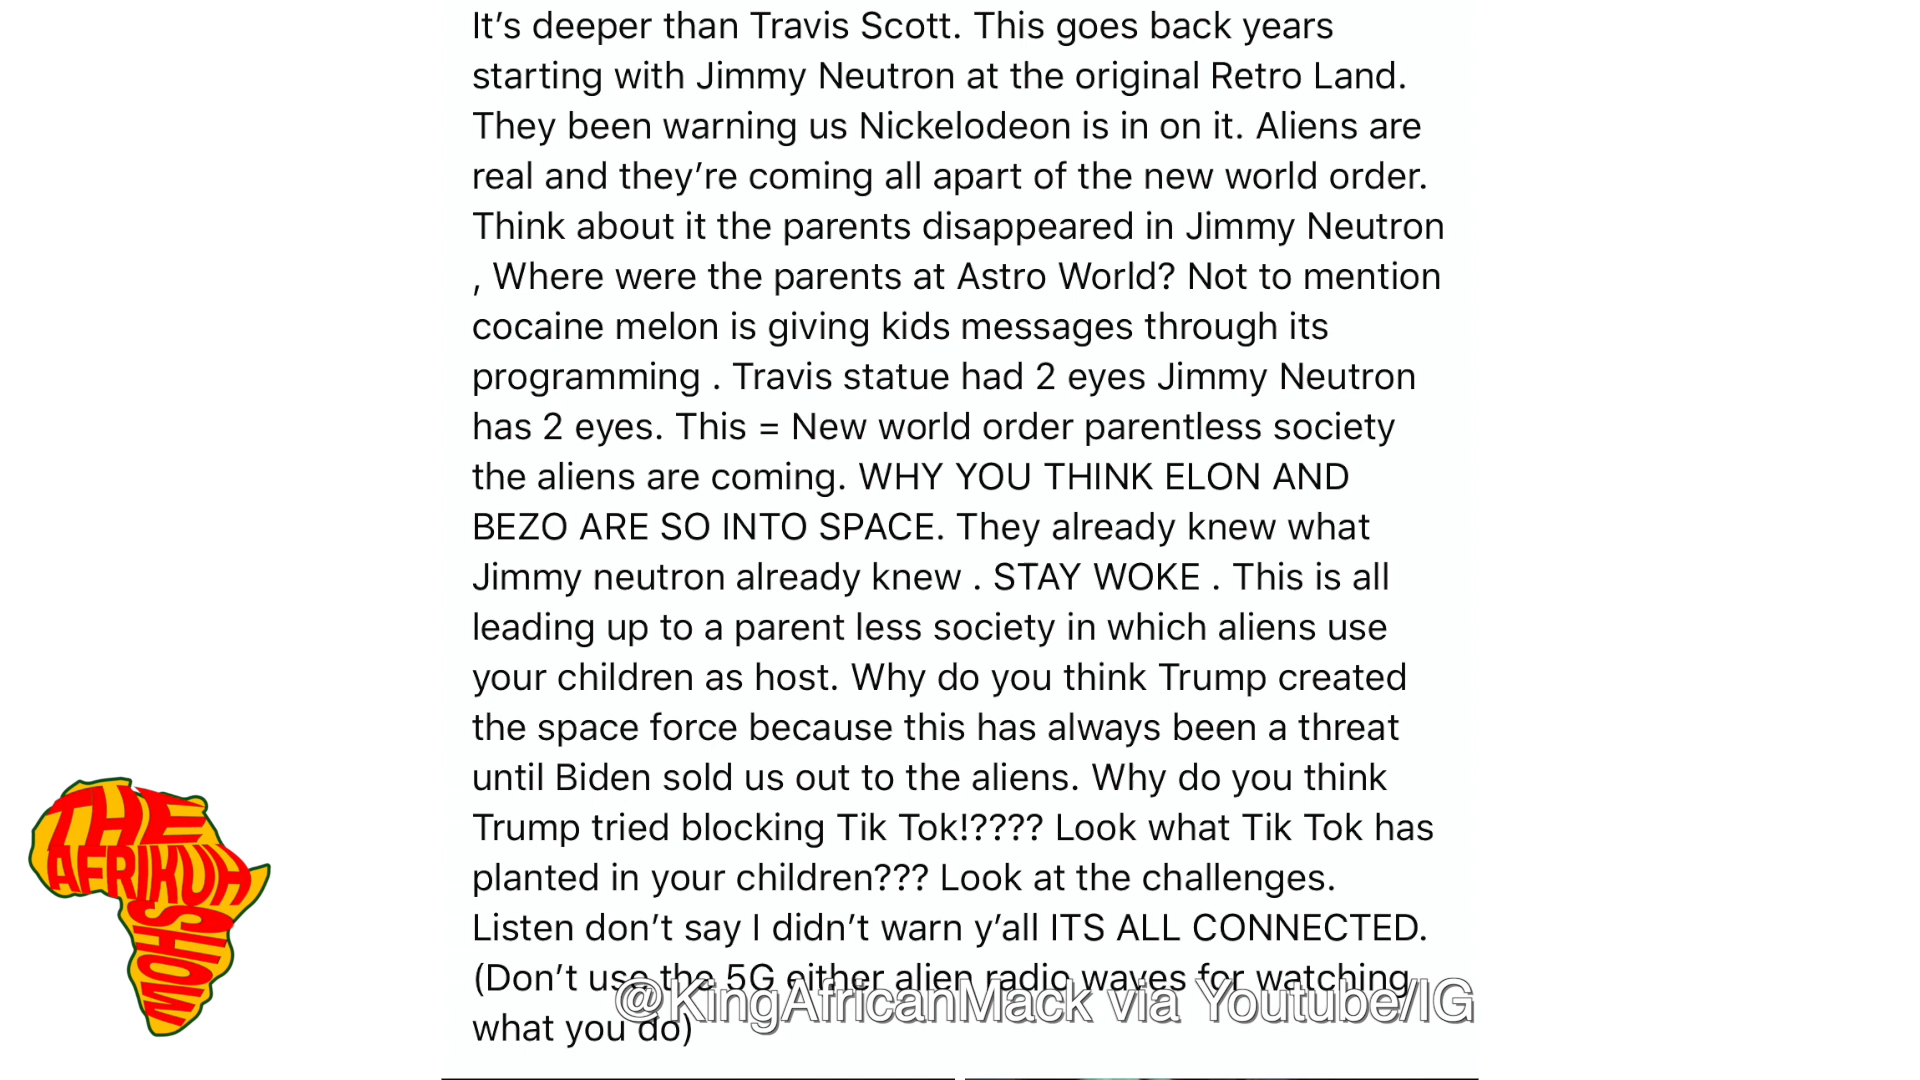 It’s deeper than Travis Scott. This goes back years
starting with Jimmy Neutron at the original Retro Land.
They been warning us Nickelodeon is in on it. Aliens are
real and they’re coming all apart of the new world order.
Think about it the parents disappeared in Jimmy Neutron
, Where were the parents at Astro World? Not to mention
cocaine melon is giving kids messages through its
programming . Travis statue had 2 eyes Jimmy Neutron
has 2 eyes. This = New world order parentless society
the aliens are coming. WHY YOU THINK ELON AND
BEZO ARE SO INTO SPACE. They already knew what
Jimmy neutron already knew . STAY WOKE . This is all
leading up to a parent less society in which aliens use
your children as host. Why do you think Trump created
the space force because this has always been a threat
until Biden sold us out to the aliens. Why do you think
Trump tried blocking Tik Tok!???? Look what Tik Tok has
planted in your children??? Look at the challenges.
Listen don’t say I didn’t warn y’all ITS ALL CONNECTED.
(Don’t use the 5G either alien radio waves for watching
what you do)
@KingAfricanMack via Youtube/IG
THE
AFRIKUH
SHOW